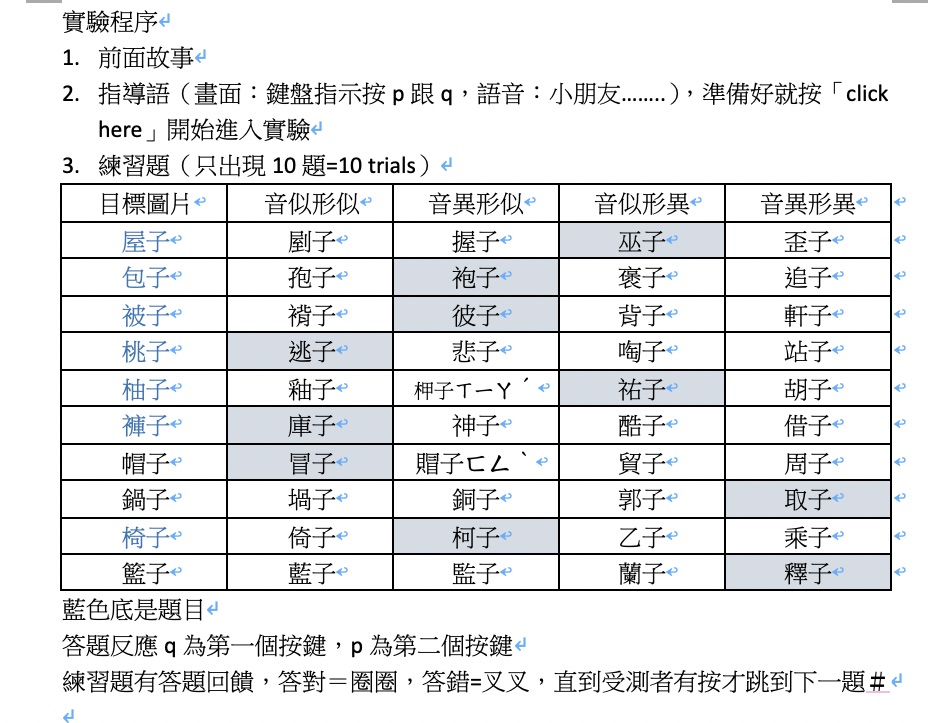 實驗程序
1. 前面故事
2. 指導語（畫面：鍵盤指示按 p 跟 q，語音：小朋友……..），準備好就按「click
here」開始進入實驗
3. 練習題（只出現 10 題=10 trials）
目標圖片 音似形似 音異形似 音似形異 音異形異
屋子 剭子 握子 巫子 歪子
包子 孢子 袍子 褒子 追子
被子 褙子 彼子 背子 軒子
桃子 逃子 悲子 啕子 站子
柚子 釉子 柙子ㄒㄧㄚˊ 祐子 胡子
褲子 庫子 神子 酷子 借子
帽子 冒子 賵子ㄈㄥˋ 貿子 周子
鍋子 堝子 銅子 郭子 取子
椅子 倚子 柯子 乙子 乘子
籃子 藍子 監子 蘭子 釋子
藍色底是題目
答題反應 q 為第一個按鍵，p 為第二個按鍵
練習題有答題回饋，答對＝圈圈，答錯=叉叉，直到受測者有按才跳到下一題＃